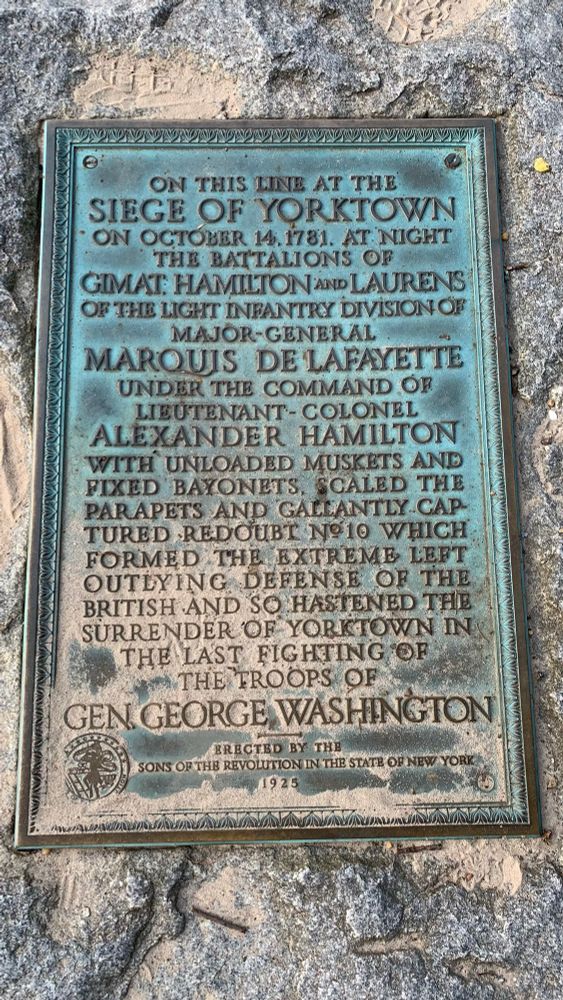 ON THIS LINE AT THE
SIEGE OF YORKTOWN
ON OCTOBER 14, 1781, AT NIGHT
THE BATTALIONS OF
GIMAT, HAMILTON AND LAURENS
OF THE LIGHT INFANTRY DIVISION OF
MAJOR-GENERAL
MARQUIS DE LAFAYETTE
UNDER THE COMMAND OF
LIEUTENANT-COLONEL
ALEXANDER HAMILTON
WITH UNLOADED MUSKETS AND
FIXED BAYONETS, SCALED THE
PARAPETS AND GALLANTLY CAP-
TURED REDOUBT Nº 10 WHICH
FORMED THE EXTREME LEFT
OUTLYING DEFENSE OF THE
BRITISH AND SO HASTENED THE
SURRENDER OF YORKTOWN IN
THE LAST FIGHTING OF
THE TROOPS OF
GEN. GEORGE WASHINGTON
ERECTED BY THE
SONS OF THE REVOLUTION IN THE STATE OF NEW YORK
1925